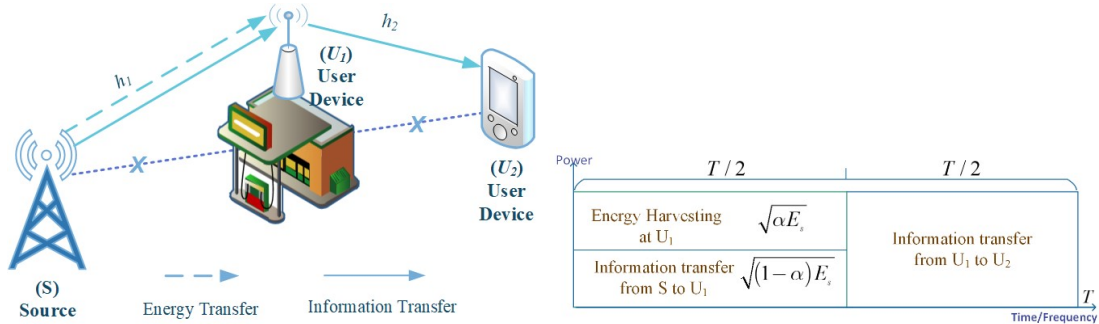 h₁
h₂
(U₁)
User
Device
X
X
(U₂)
User
Device
(S)
Source
Energy Transfer
Information Transfer
Power
T / 2
T / 2
Energy Harvesting
at U₁
√αEₛ
Information transfer
from S to U₁
√(1−α)Eₛ
Information transfer
from U₁ to U₂
T
Time/Frequency